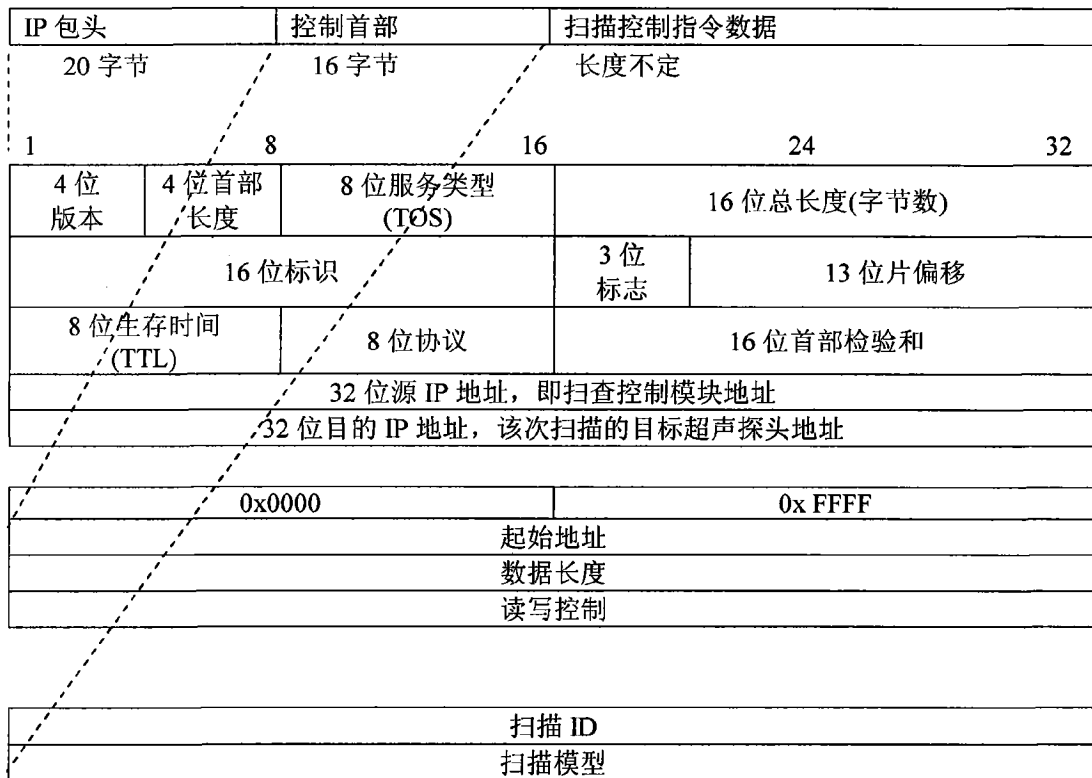 IP 包头 控制首部 扫描控制指令数据
20 字节 16 字节 长度不定
1 8 16 24 32
4 位 版本 4 位首部 长度 8 位服务类型 (TOS) 16 位总长度(字节数)
16 位标识 3 位 标志 13 位片偏移
8 位生存时间 (TTL) 8 位协议 16 位首部检验和
32 位源 IP 地址，即扫查控制模块地址
32 位目的 IP 地址，该次扫描的目标超声探头地址
0x0000 0x FFFF
起始地址
数据长度
读写控制
扫描 ID
扫描模型